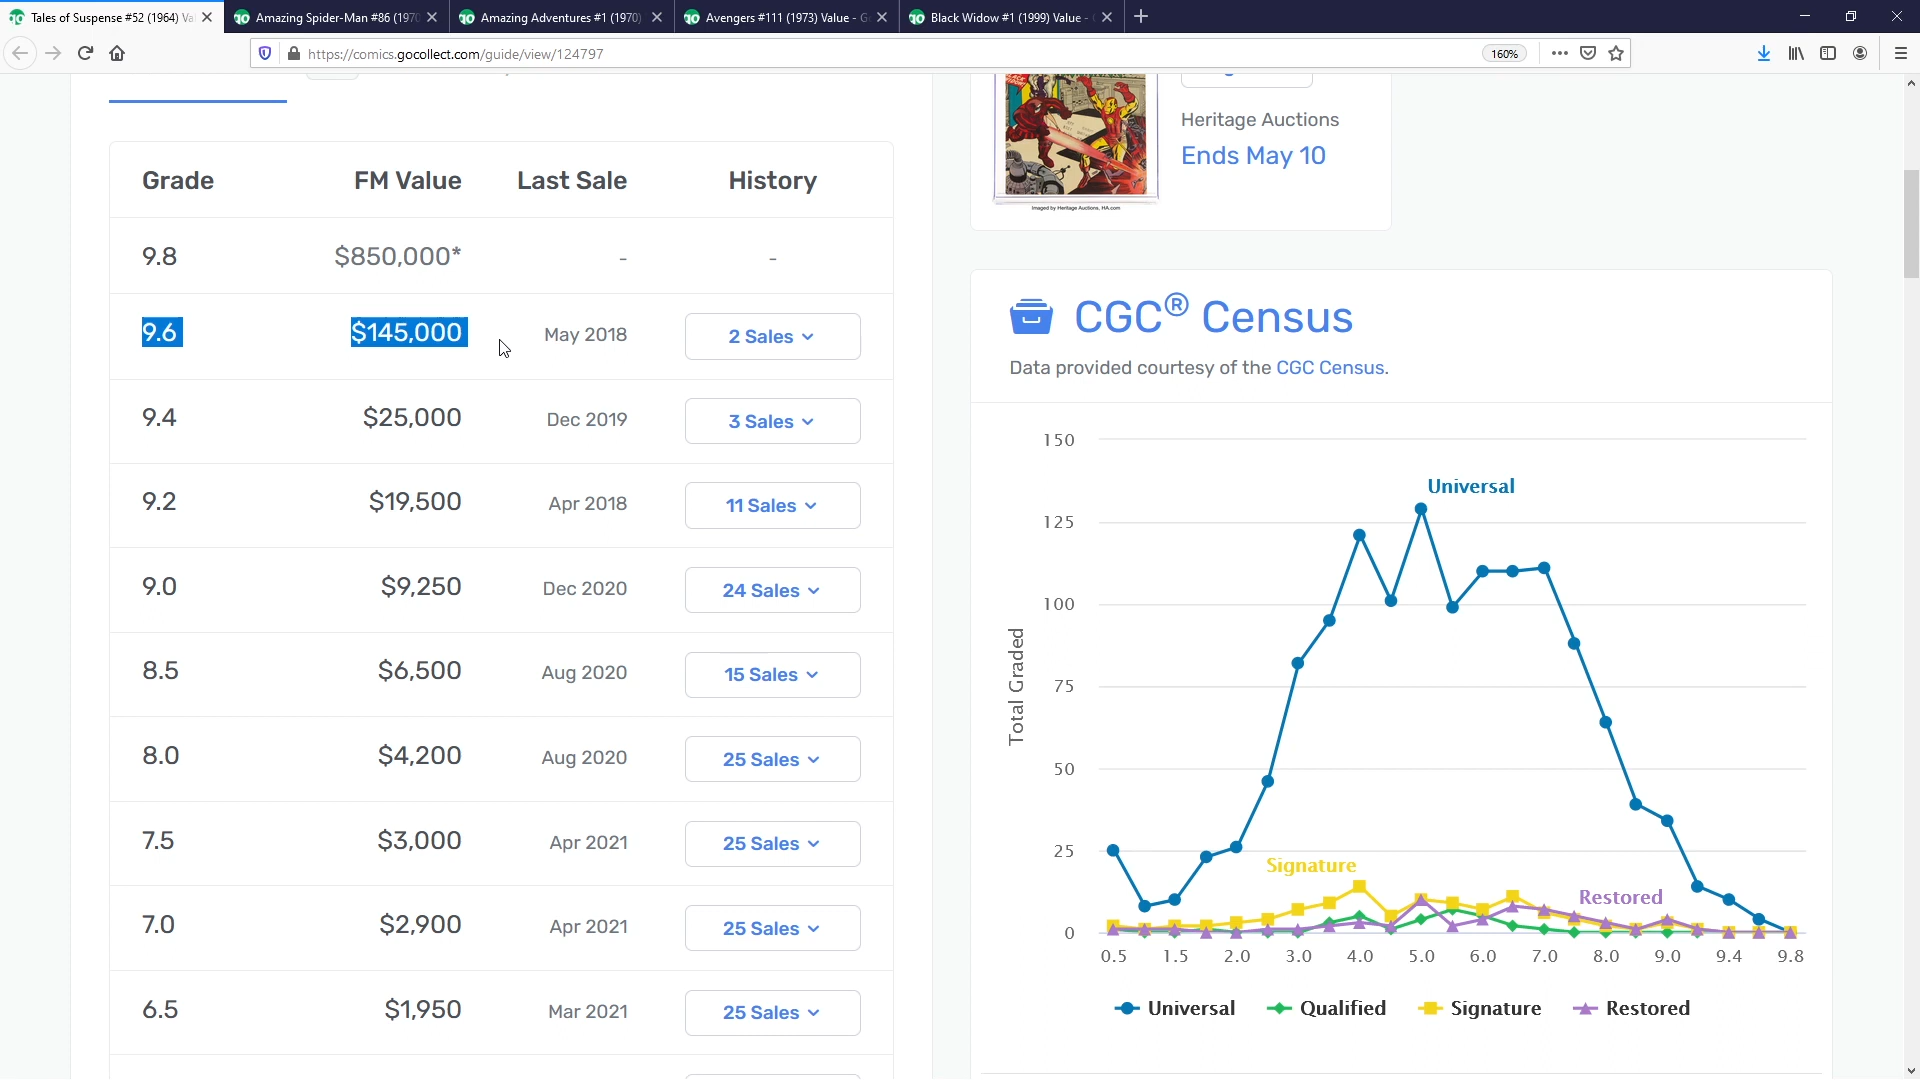 Tales of Suspense #52 (1964) Va
Amazing Spider-Man #86 (1970
Amazing Adventures #1 (1970)
Avengers #111 (1973) Value - G
Black Widow #1 (1999) Value -
https://comics.gocollect.com/guide/view/124797
160%
Heritage Auctions
Ends May 10
Imaged by Heritage Auctions, HA.com
Grade FM Value Last Sale History
9.8 $850,000* - -
9.6 $145,000 May 2018 2 Sales
9.4 $25,000 Dec 2019 3 Sales
9.2 $19,500 Apr 2018 11 Sales
9.0 $9,250 Dec 2020 24 Sales
8.5 $6,500 Aug 2020 15 Sales
8.0 $4,200 Aug 2020 25 Sales
7.5 $3,000 Apr 2021 25 Sales
7.0 $2,900 Apr 2021 25 Sales
6.5 $1,950 Mar 2021 25 Sales
CGC® Census
Data provided courtesy of the CGC Census.
150
125
100
75
50
25
0
Total Graded
Universal
Signature
Restored
0.5 1.5 2.0 3.0 4.0 5.0 6.0 7.0 8.0 9.0 9.4 9.8
Universal Qualified Signature Restored